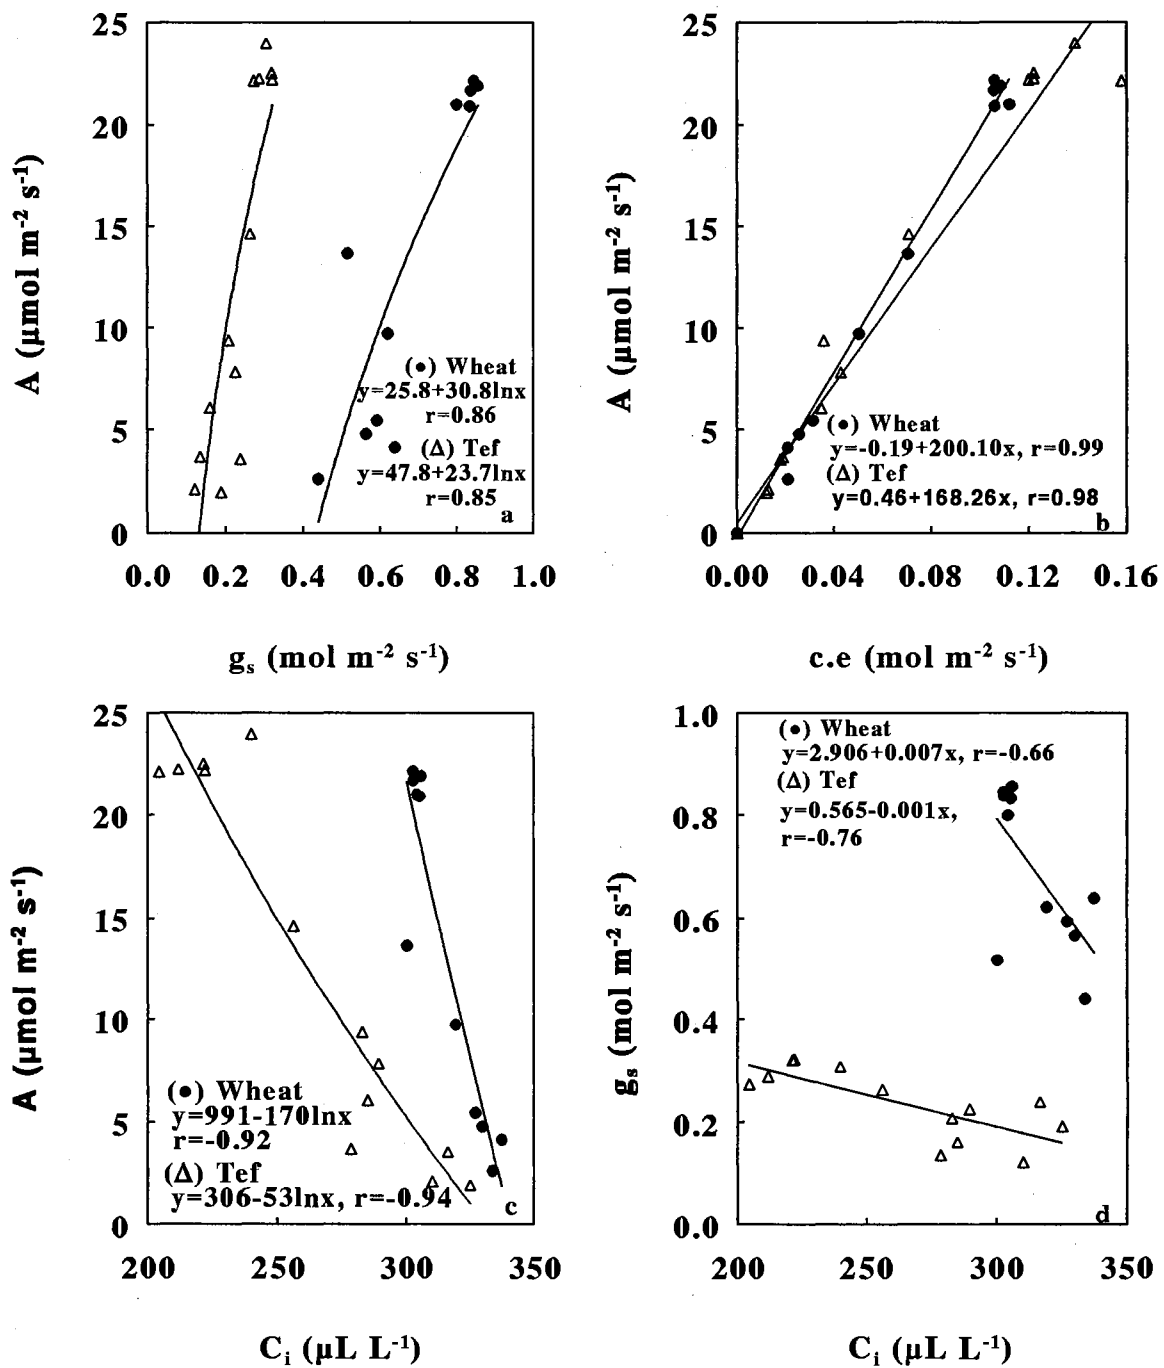 25
20
15
10
5
0
A (µmol m⁻² s⁻¹)
(●) Wheat
y=25.8+30.8lnx
r=0.86
(Δ) Tef
y=47.8+23.7lnx
r=0.85
a
0.0 0.2 0.4 0.6 0.8 1.0
gₛ (mol m⁻² s⁻¹)
25
20
15
10
5
0
A (µmol m⁻² s⁻¹)
(●) Wheat
y=-0.19+200.10x, r=0.99
(Δ) Tef
y=0.46+168.26x, r=0.98
b
0.00 0.04 0.08 0.12 0.16
c.e (mol m⁻² s⁻¹)
25
20
15
10
5
0
A (µmol m⁻² s⁻¹)
(●) Wheat
y=991-170lnx
r=-0.92
(Δ) Tef
y=306-53lnx, r=-0.94
c
200 250 300 350
Cᵢ (µL L⁻¹)
1.0
0.8
0.6
0.4
0.2
0.0
gₛ (mol m⁻² s⁻¹)
(●) Wheat
y=2.906+0.007x, r=-0.66
(Δ) Tef
y=0.565-0.001x,
r=-0.76
d
200 250 300 350
Cᵢ (µL L⁻¹)